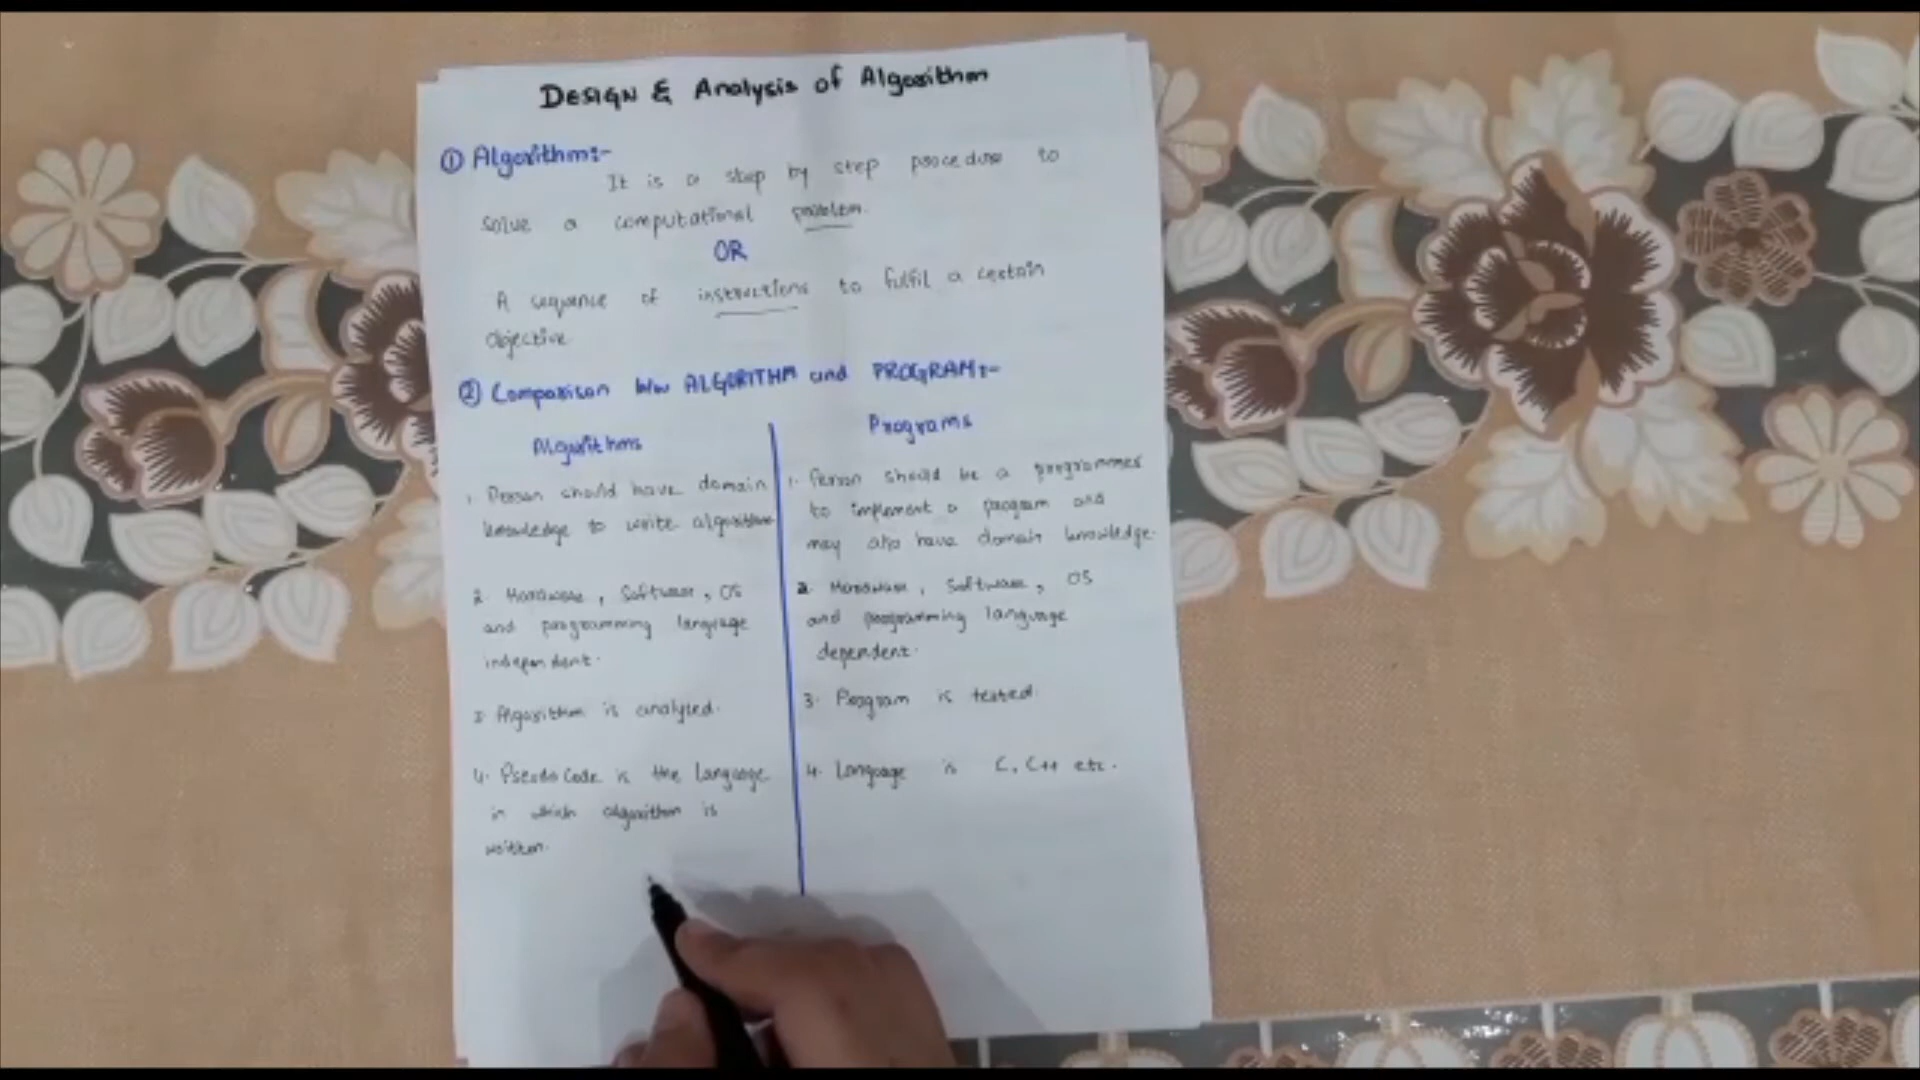 DESIGN & Analysis of Algorithm
① Algorithm:-
It is a step by step procedure to
solve a computational problem.
OR
A sequence of instructions to fulfil a certain
objective
② Comparison b/w ALGORITHM and PROGRAM:-
Algorithms
1. Person should have domain
knowledge to write algorithm
2. Hardware, Software, OS
and programming language
independent.
3. Algorithm is analyzed.
4. Pseudo Code is the language
in which algorithm is
written.
Programs
1. Person should be a programmer
to implement a program and
may also have domain knowledge.
2. Hardware, Software, OS
and programming language
dependent.
3. Program is tested.
4. Language is C, C++ etc.